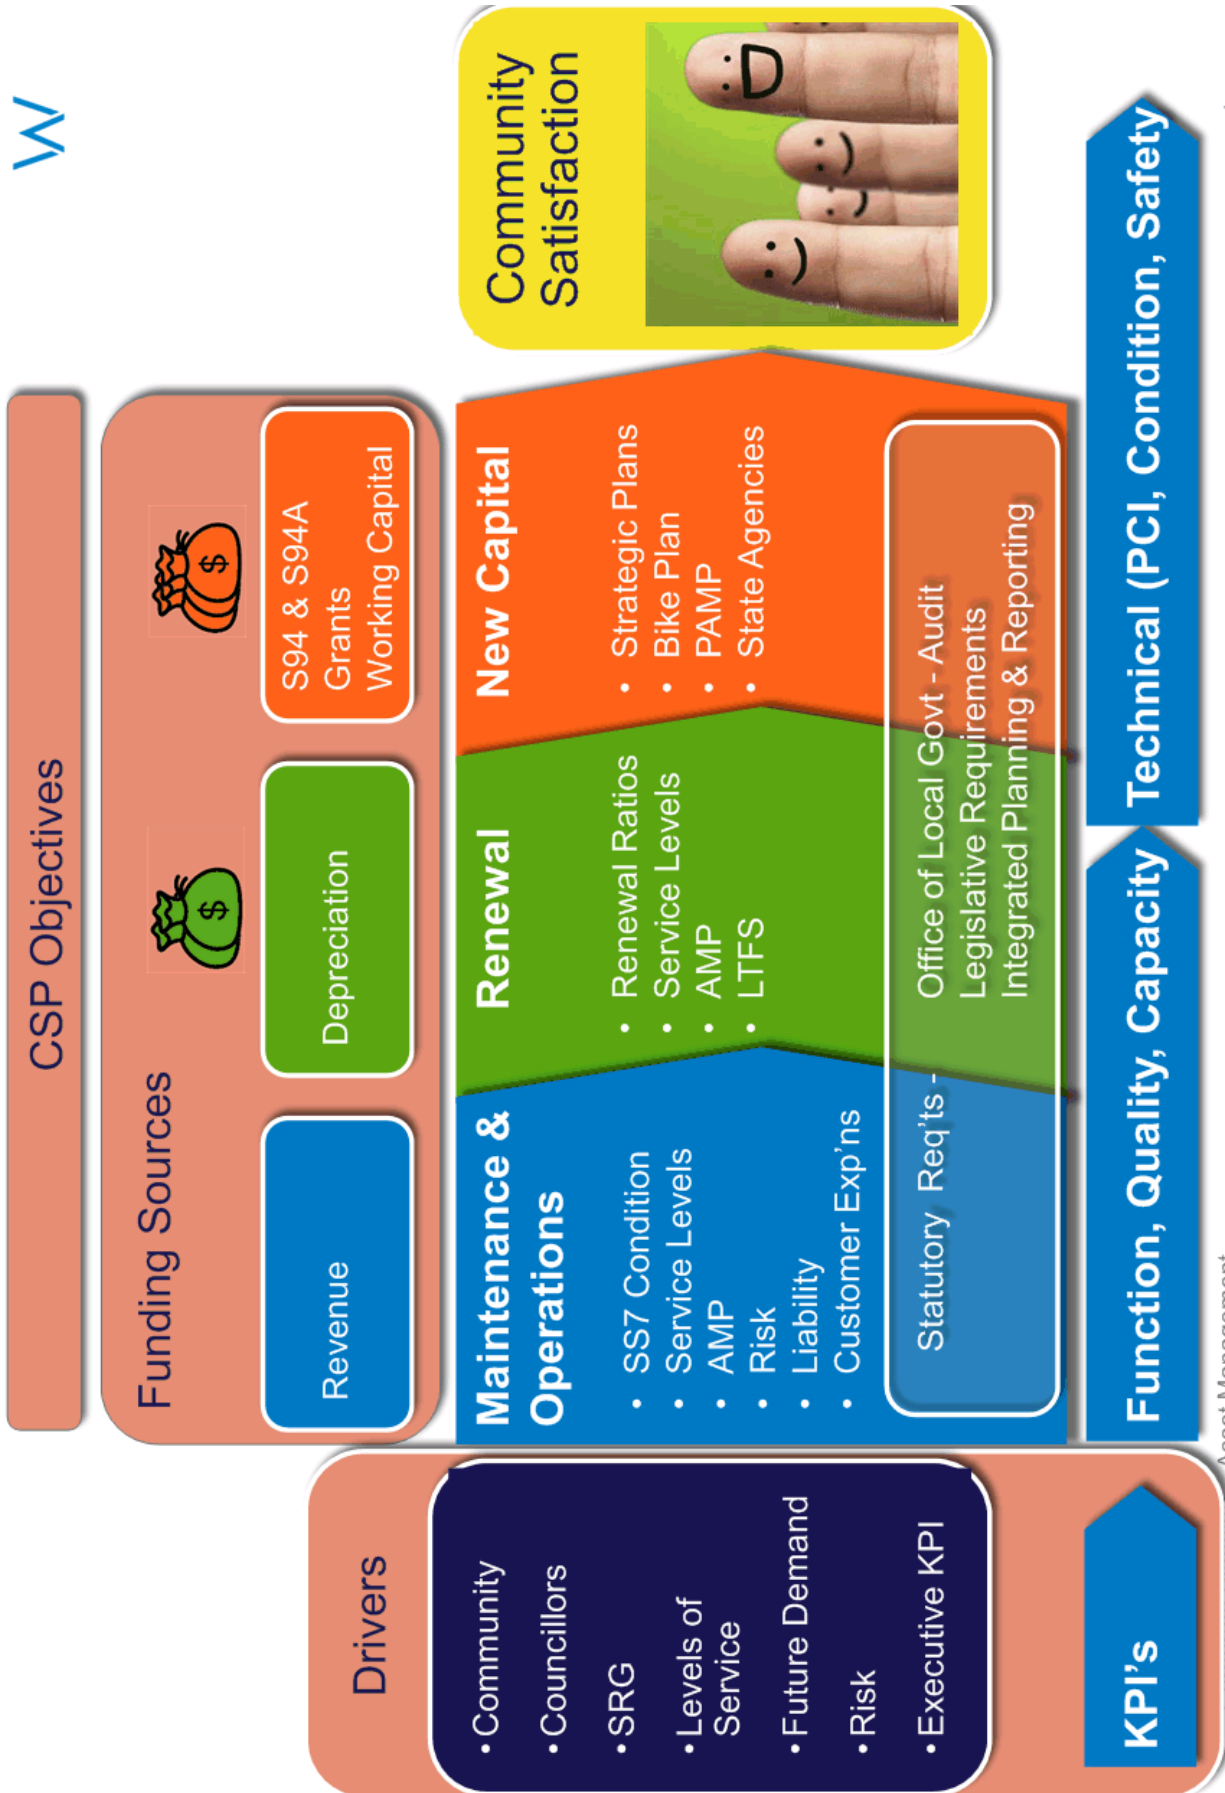 W
CSP Objectives
Funding Sources
Revenue
Depreciation
S94 & S94A
Grants
Working Capital
$
$
Drivers
•Community
•Councillors
•SRG
•Levels of
Service
•Future Demand
•Risk
•Executive KPI
Maintenance &
Operations
• SS7 Condition
• Service Levels
• AMP
• Risk
• Liability
• Customer Exp'ns
Renewal
• Renewal Ratios
• Service Levels
• AMP
• LTFS
New Capital
• Strategic Plans
• Bike Plan
• PAMP
• State Agencies
Statutory Req'ts - Office of Local Govt - Audit
Legislative Requirements
Integrated Planning & Reporting
Community
Satisfaction
KPI's
Function, Quality, Capacity
Technical (PCI, Condition, Safety
Asset Management